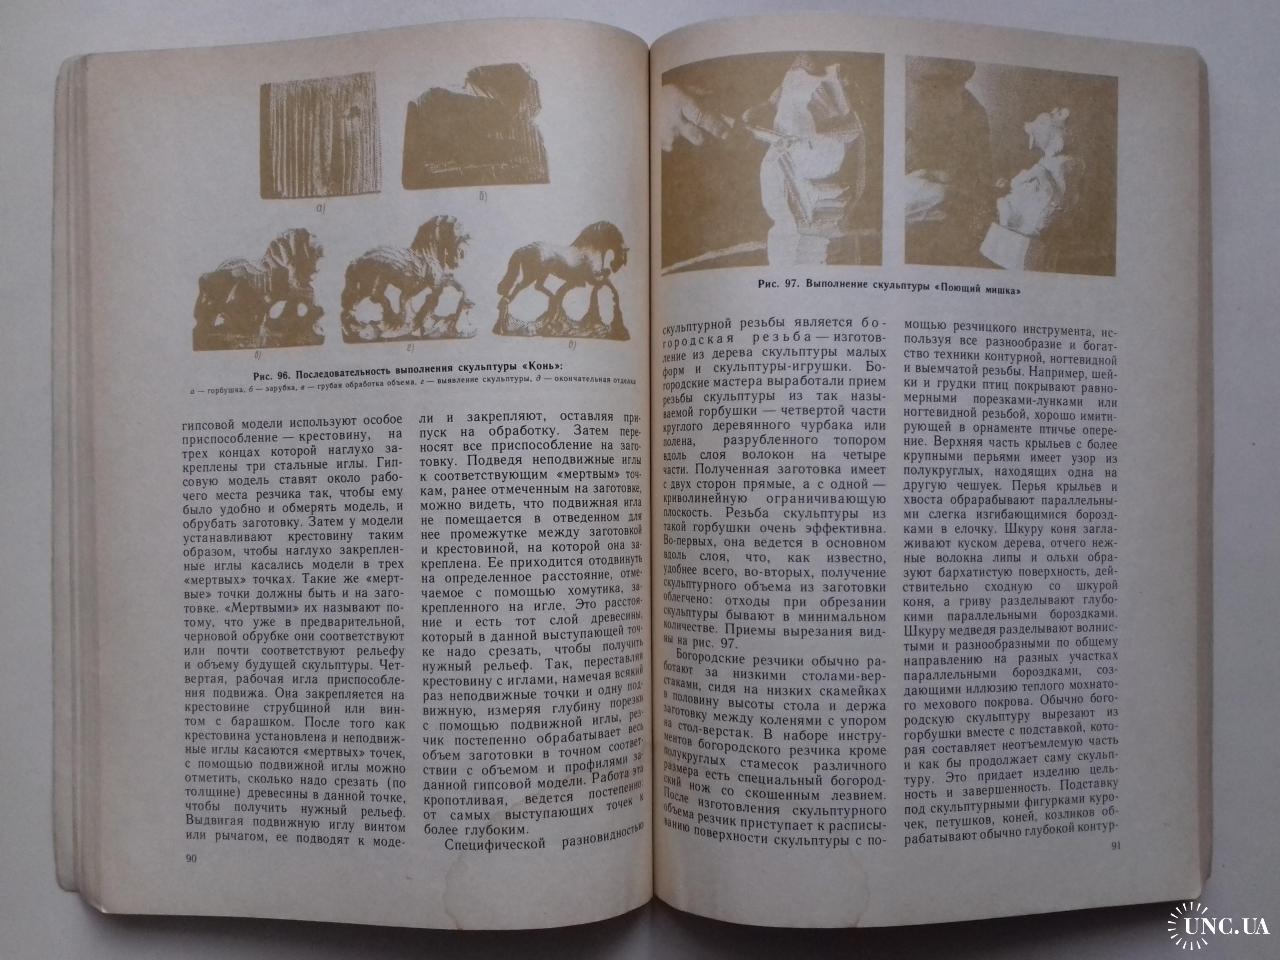 а)
б)
в)
г)
д)
Рис. 96. Последовательность выполнения скульптуры «Конь»:
а — горбушка, б — зарубка, в — грубая обработка объема, г — выявление скульптуры, д — окончательная отделка
гипсовой модели используют особое
приспособление — крестовину, на
трех концах которой наглухо за-
креплены три стальные иглы. Гип-
совую модель ставят около рабо-
чего места резчика так, чтобы ему
было удобно и обмерять модель, и
обрубать заготовку. Затем у модели
устанавливают крестовину таким
образом, чтобы наглухо закреплен-
ные иглы касались модели в трех
«мертвых» точках. Такие же «мерт-
вые» точки должны быть и на заго-
товке. «Мертвыми» их называют по-
тому, что уже в предварительной,
черновой обрубке они соответствуют
или почти соответствуют рельефу
и объему будущей скульптуры. Чет-
вертая, рабочая игла приспособле-
ния подвижа. Она закрепляется на
крестовине струбциной или вин-
том с барашком. После того как
крестовина установлена и неподвиж-
ные иглы касаются «мертвых» точек,
с помощью подвижной иглы можно
отметить, сколько надо срезать (по
толщине) древесины в данной точке,
чтобы получить нужный рельеф.
Выдвигая подвижную иглу винтом
или рычагом, ее подводят к моде-
90
ли и закрепляют, оставляя при-
пуск на обработку. Затем пере-
носят все приспособление на заго-
товку. Подведя неподвижные иглы
к соответствующим «мертвым» точ-
кам, ранее отмеченным на заготовке,
можно видеть, что подвижная игла
не помещается в отведенном для
нее промежутке между заготовкой
и крестовиной, на которой она за-
креплена. Ее приходится отодвинуть
на определенное расстояние, отме-
чаемое с помощью хомутика, за-
крепленного на игле. Это расстоя-
ние и есть тот слой древесины,
который в данной выступающей точ-
ке надо срезать, чтобы получить
нужный рельеф. Так, переставляя
крестовину с иглами, намечая всякий
раз неподвижные точки и одну под-
вижную, измеряя глубину порезки
с помощью подвижной иглы, рез-
чик постепенно обрабатывает весь
объем заготовки в точном соответ-
ствии с объемом и профилями за-
данной гипсовой модели. Работа эта
кропотливая, ведется постепенно:
от самых выступающих точек к
более глубоким.
Специфической разновидностью
Рис. 97. Выполнение скульптуры «Поющий мишка»
скульптурной резьбы является бо-
городская резьба — изготов-
ление из дерева скульптуры малых
форм и скульптуры-игрушки. Бо-
городские мастера выработали прием
резьбы скульптуры из так назы-
ваемой горбушки — четвертой части
круглого деревянного чурбака или
полена, разрубленного топором
вдоль слоя волокон на четыре
части. Полученная заготовка имеет
с двух сторон прямые, а с одной —
криволинейную ограничивающую
плоскость. Резьба скульптуры из
такой горбушки очень эффективна.
Во-первых, она ведется в основном
вдоль слоя, что, как известно,
удобнее всего, во-вторых, получение
скульптурного объема из заготовки
облегчено: отходы при обрезании
скульптуры бывают в минимальном
количестве. Приемы вырезания вид-
ны на рис. 97.
Богородские резчики обычно ра-
ботают за низкими столами-вер-
стаками, сидя на низких скамейках
в половину высоты стола и держа
заготовку между коленями с упором
на стол-верстак. В наборе инстру-
ментов богородского резчика кроме
полукруглых стамесок различного
размера есть специальный богород-
ский нож со скошенным лезвием.
После изготовления скульптурного
объема резчик приступает к расписы-
ванию поверхности скульптуры с по-
мощью резчицкого инструмента, ис-
пользуя все разнообразие и богат-
ство техники контурной, ногтевидной
и выемчатой резьбы. Например, шей-
ки и грудки птиц покрывают равно-
мерными порезками-лунками или
ногтевидной резьбой, хорошо имити-
рующей в орнаменте птичье опере-
ние. Верхняя часть крыльев с более
крупными перьями имеет узор из
полукруглых, находящих одна на
другую чешуек. Перья крыльев и
хвоста обрарабывают параллельны-
ми слегка изгибающимися борозд-
ками в елочку. Шкуру коня загла-
живают куском дерева, отчего неж-
ные волокна липы и ольхи обра-
зуют бархатистую поверхность, дей-
ствительно сходную со шкурой
коня, а гриву разделывают глубо-
кими параллельными бороздками.
Шкуру медведя разделывают волнис-
тыми и разнообразными по общему
направлению на разных участках
параллельными бороздками, соз-
дающими иллюзию теплого мохнато-
го мехового покрова. Обычно бого-
родскую скульптуру вырезают из
горбушки вместе с подставкой, кото-
рая составляет неотъемлемую часть
и как бы продолжает саму скульп-
туру. Это придает изделию цель-
ность и завершенность. Подставку
под скульптурными фигурками куро-
чек, петушков, коней, козликов об-
рабатывают обычно глубокой контур-
91
UNC.UA